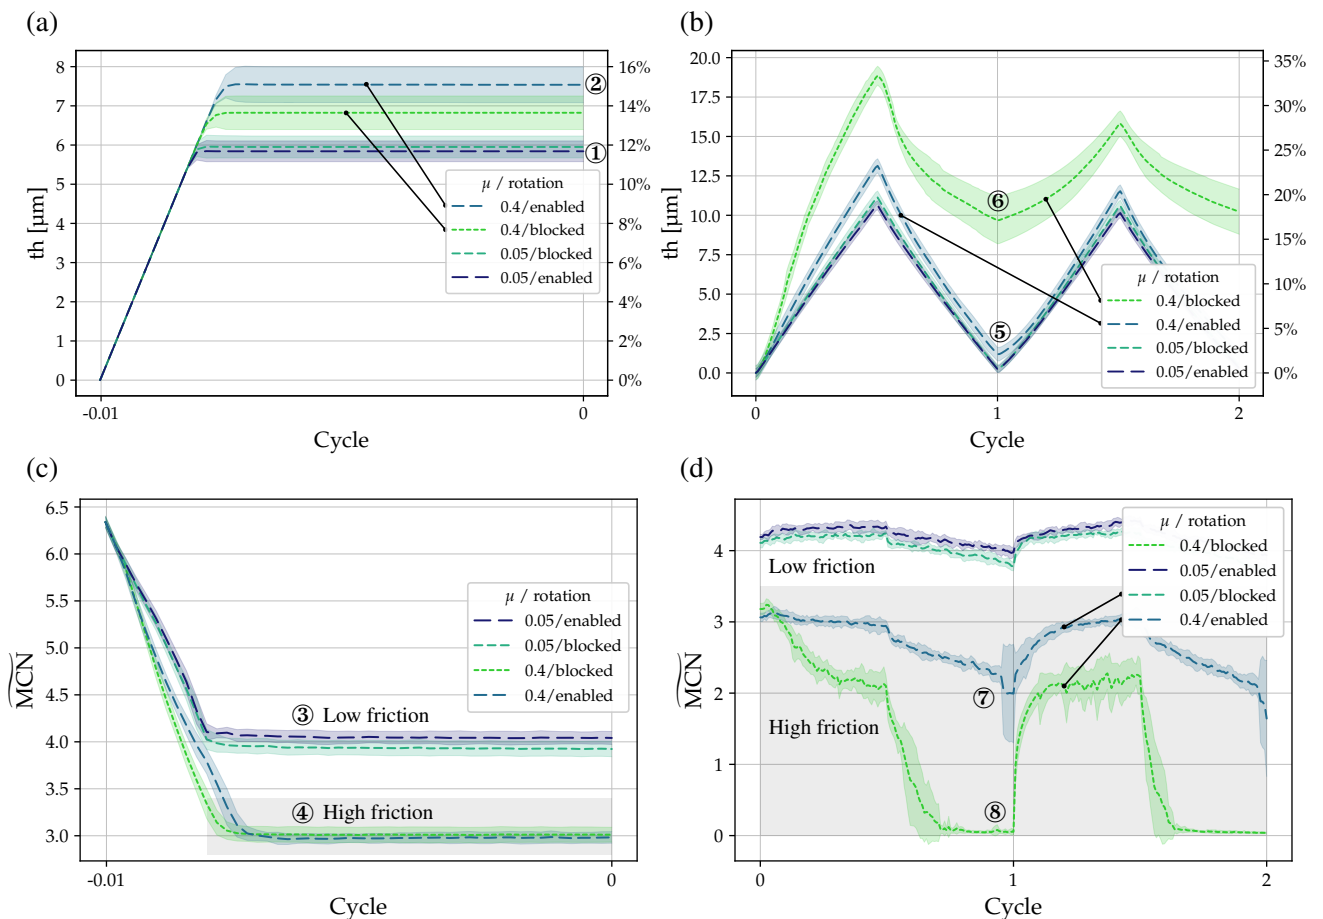 (a)
8
7
6
5
4
3
2
1
0
th [µm]
16%
14%
12%
10%
8%
6%
4%
2%
0%
②
①
µ / rotation
0.4/enabled
0.4/blocked
0.05/blocked
0.05/enabled
-0.01
0
Cycle
(b)
20.0
17.5
15.0
12.5
10.0
7.5
5.0
2.5
0.0
th [µm]
35%
30%
25%
20%
15%
10%
5%
0%
⑥
⑤
µ / rotation
0.4/blocked
0.4/enabled
0.05/blocked
0.05/enabled
0
1
2
Cycle
(c)
6.5
6.0
5.5
5.0
4.5
4.0
3.5
3.0
M͠CN
µ / rotation
0.05/enabled
0.05/blocked
0.4/blocked
0.4/enabled
③ Low friction
④ High friction
-0.01
0
Cycle
(d)
4
3
2
1
0
M͠CN
µ / rotation
0.4/blocked
0.05/enabled
0.05/blocked
0.4/enabled
Low friction
⑦
High friction
⑧
0
1
2
Cycle